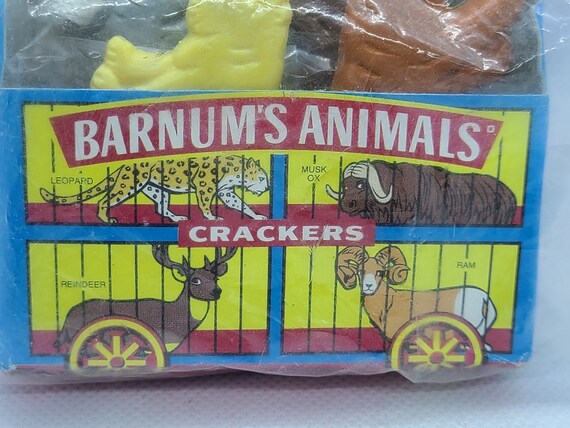 BARNUM'S ANIMALS
LEOPARD
MUSK
OX
CRACKERS
REINDEER
RAM